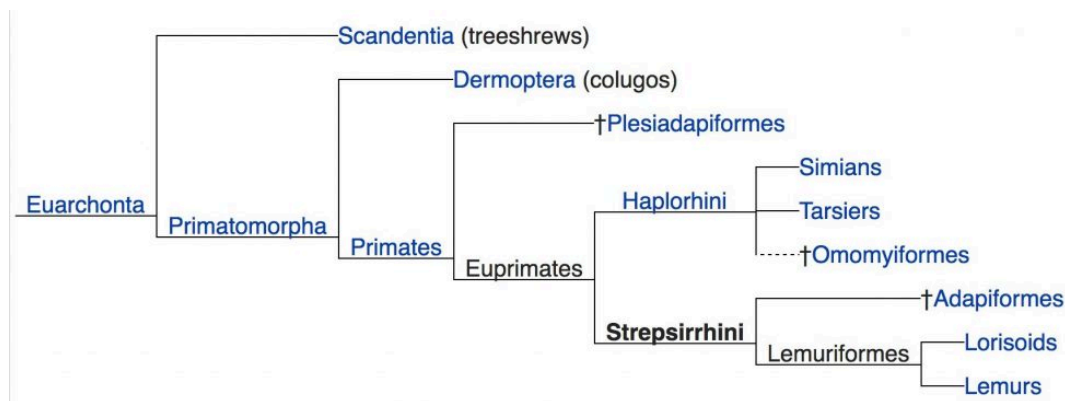 Scandentia (treeshrews)
Dermoptera (colugos)
†Plesiadapiformes
Simians
Euarchonta
Haplorhini
Primatomorpha
Tarsiers
Primates
Euprimates
†Omomyiformes
†Adapiformes
Strepsirrhini
Lemuriformes
Lorisoids
Lemurs